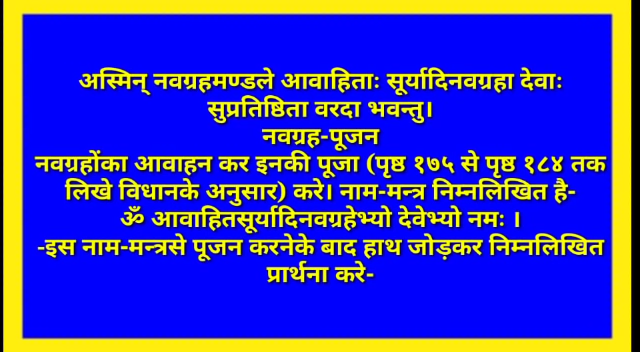 अस्मिन् नवग्रहमण्डले आवाहिताः सूर्यादिनवग्रहा देवाः
सुप्रतिष्ठिता वरदा भवन्तु।
नवग्रह-पूजन
नवग्रहोंका आवाहन कर इनकी पूजा (पृष्ठ १७५ से पृष्ठ १८४ तक
लिखे विधानके अनुसार) करे। नाम-मन्त्र निम्नलिखित है-
ॐ आवाहितसूर्यादिनवग्रहेभ्यो देवेभ्यो नमः ।
-इस नाम-मन्त्रसे पूजन करनेके बाद हाथ जोड़कर निम्नलिखित
प्रार्थना करे-